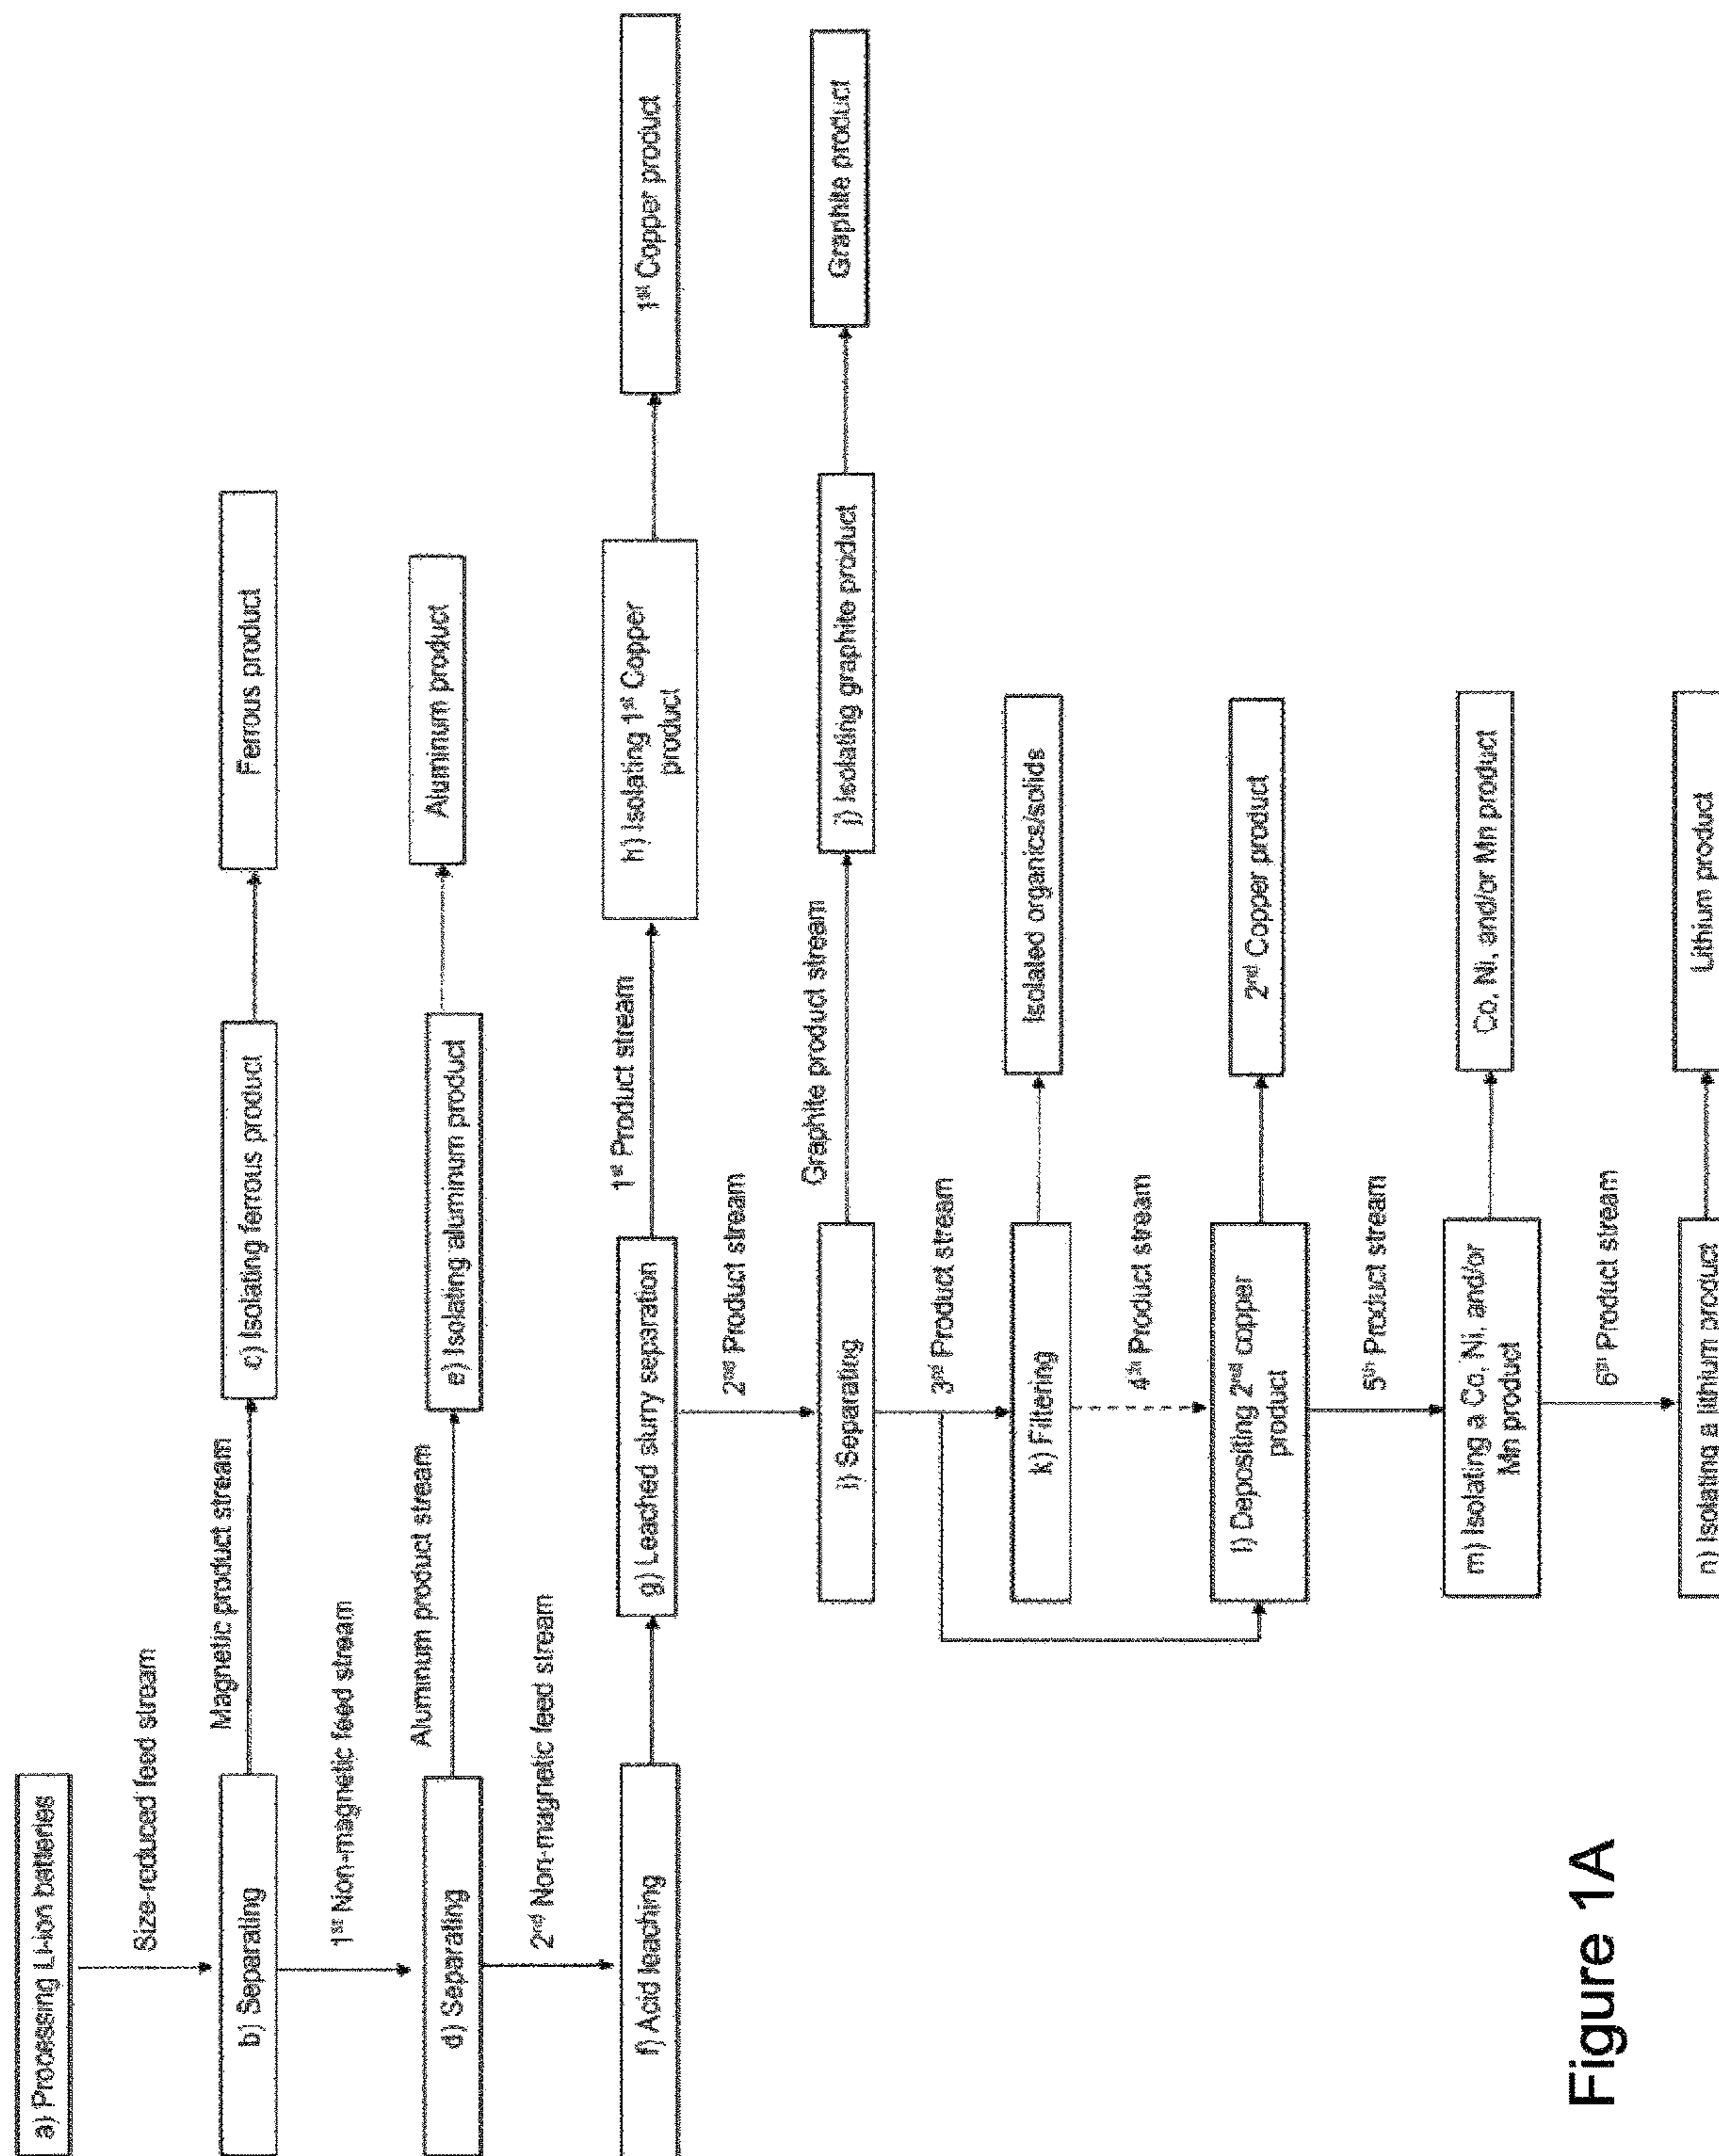 a) Processing Li-ion batteries
Size-reduced feed stream
b) Separating
Magnetic product stream
c) Isolating ferrous product
Ferrous product
1st Non-magnetic feed stream
d) Separating
Aluminum product stream
e) Isolating aluminum product
Aluminum product
2nd Non-magnetic feed stream
f) Acid leaching
g) Leached slurry separation
1st Product stream
h) Isolating 1st Copper
product
1st Copper product
2nd Product stream
i) Separating
Graphite product stream
j) Isolating graphite product
Graphite product
3rd Product stream
k) Filtering
Isolated organics/solids
4th Product stream
l) Depositing 2nd copper
product
2nd Copper product
5th Product stream
m) Isolating a Co, Ni, and/or
Mn product
Co, Ni, and/or Mn product
6th Product stream
n) Isolating a lithium product
Lithium product
Figure 1A